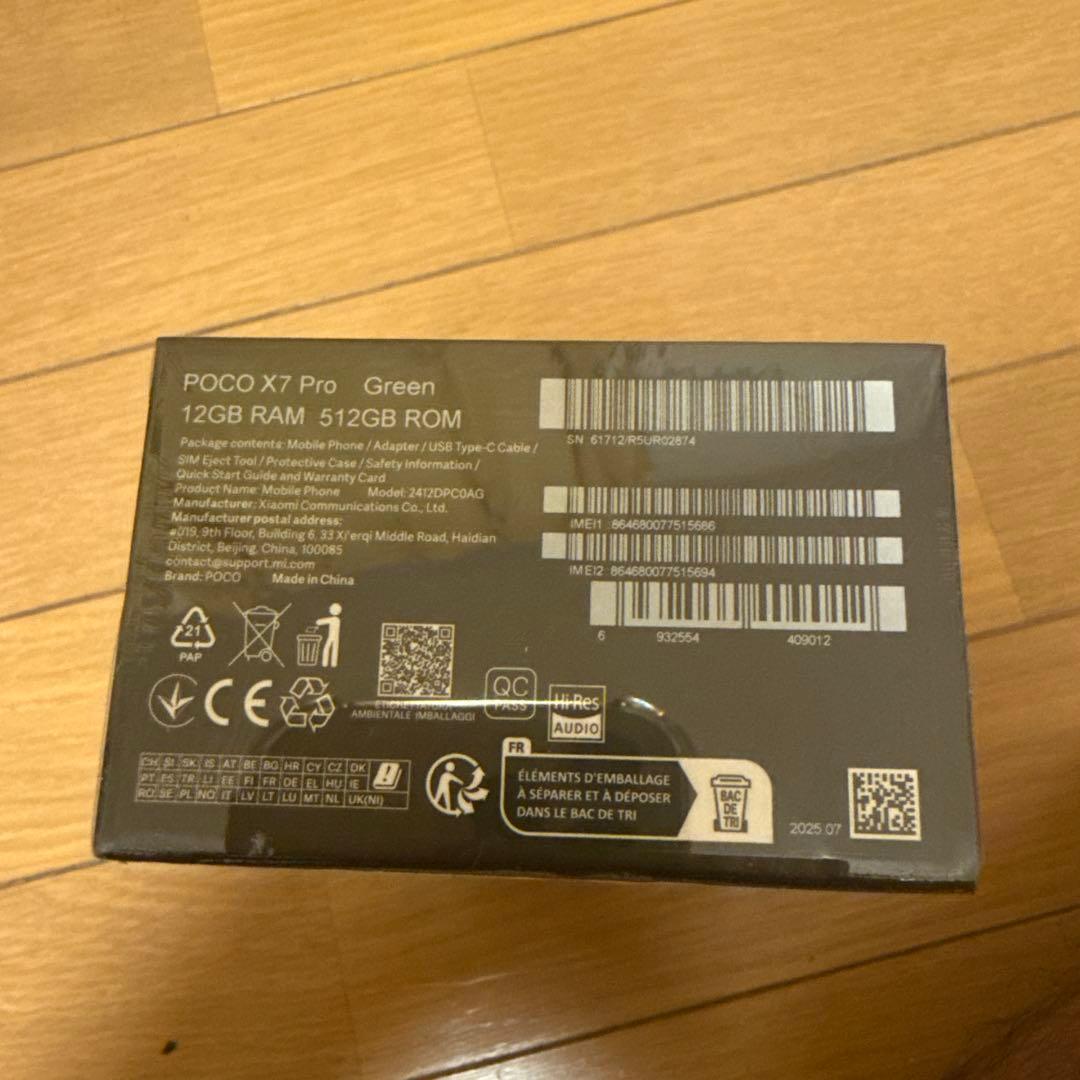 POCO X7 Pro Green
12GB RAM 512GB ROM
Package contents: Mobile Phone / Adapter / USB Type-C Cable /
SIM Eject Tool / Protective Case / Safety Information /
Quick Start Guide and Warranty Card
Product Name: Mobile Phone Model: 2412DPC0AG
Manufacturer: Xiaomi Communications Co., Ltd.
Manufacturer postal address:
#019, 9th Floor, Building 6, 33 Xi'erqi Middle Road, Haidian
District, Beijing, China, 100085
contact@support.mi.com
Brand: POCO Made in China
SN 61712/R5UR02874
IMEI1 :864680077515686
IMEI2 864680077515694
6 932554 409012
21
PAP
CE
ETICHETTATURA
AMBIENTALE IMBALLAGGI
QC
PASS
Hi-Res
AUDIO
CH SI SK IS AT BE BG HR CY CZ DK
PT ES TR LI EE FI FR DE EL HU IE
RO SE PL NO IT LV LT LU MT NL UK(NI)
FR
ÉLÉMENTS D'EMBALLAGE
À SÉPARER ET À DÉPOSER
DANS LE BAC DE TRI
BAC
DE
TRI
2025.07